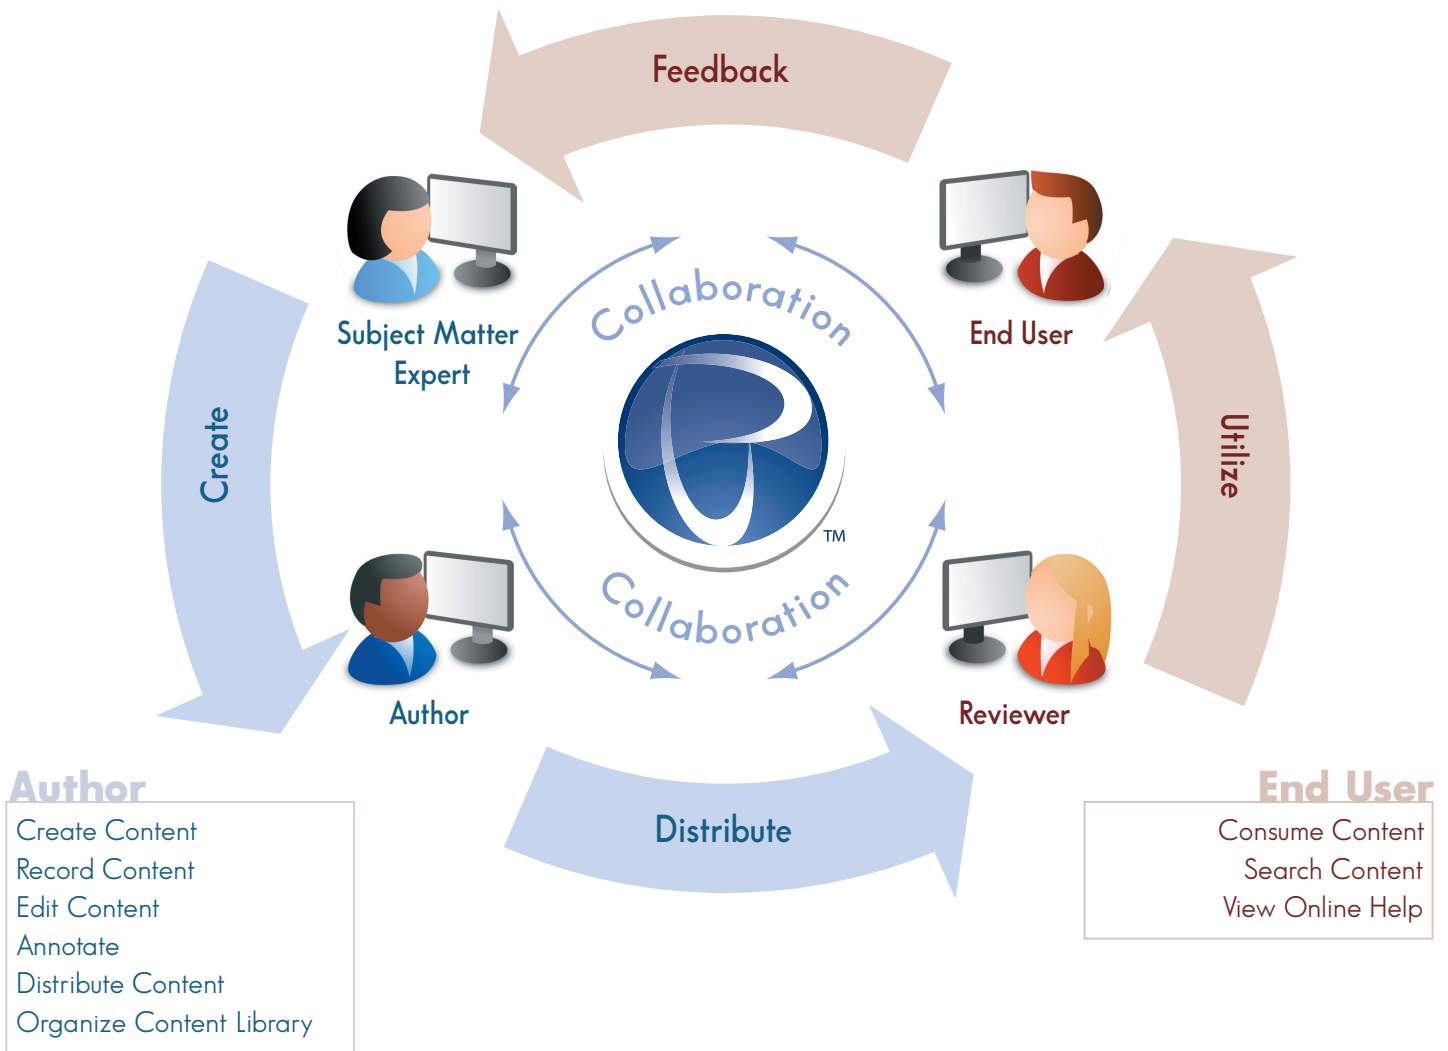 Feedback
Collaboration
Subject Matter
Expert
End User
Create
Utilize
TM
Collaboration
Author
Reviewer
Distribute
Author
Create Content
Record Content
Edit Content
Annotate
Distribute Content
Organize Content Library
End User
Consume Content
Search Content
View Online Help